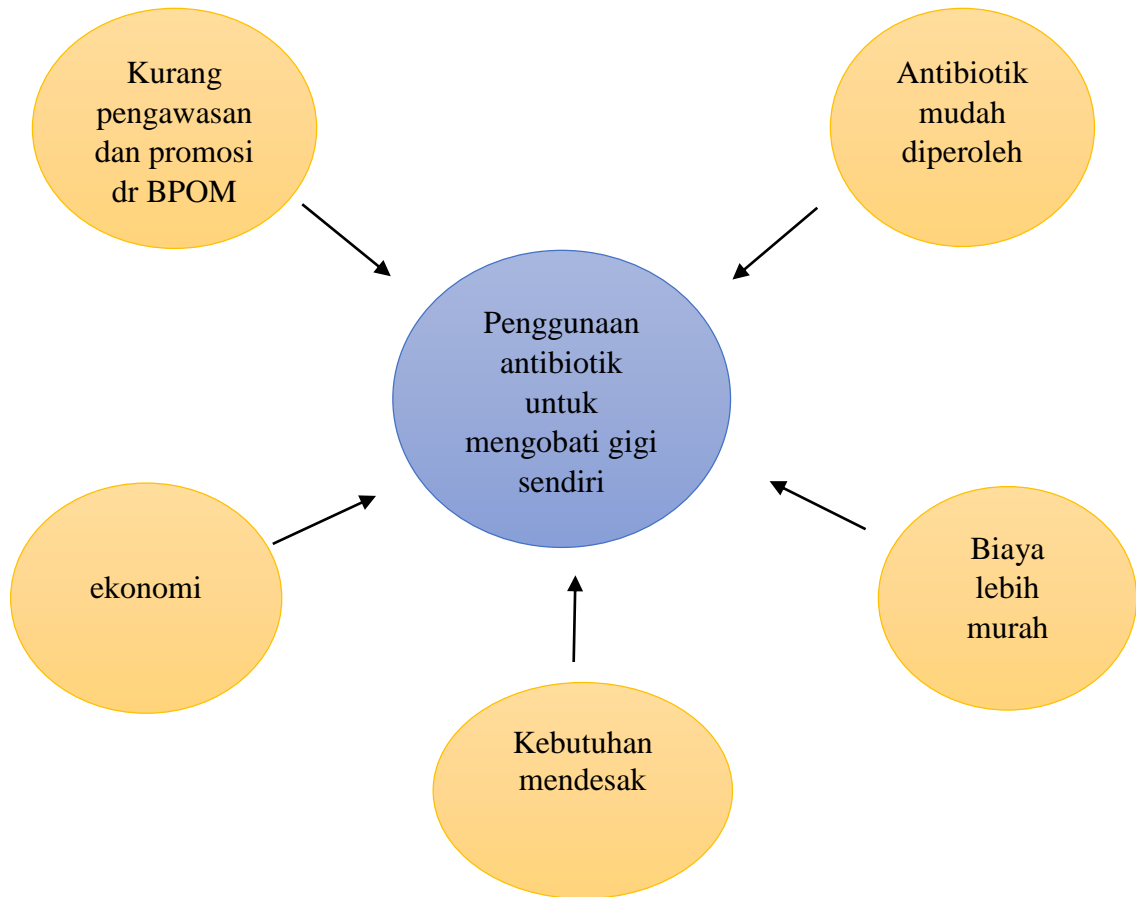 Kurang
pengawasan
dan promosi
dr BPOM
Antibiotik
mudah
diperoleh
Penggunaan
antibiotik
untuk
mengobati gigi
sendiri
ekonomi
Biaya
lebih
murah
Kebutuhan
mendesak